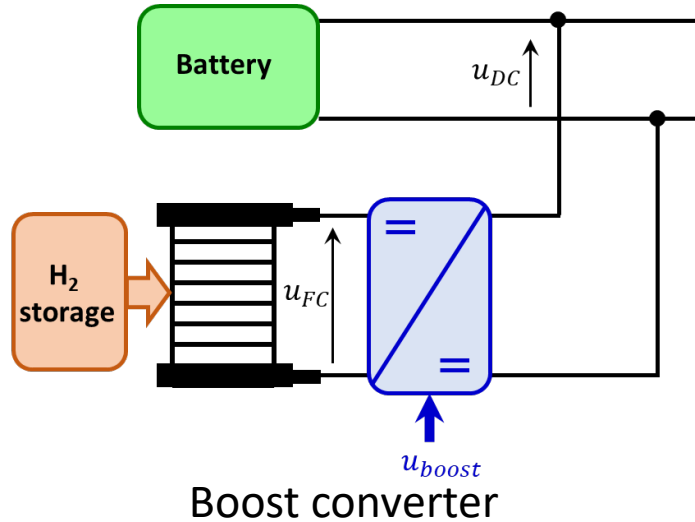 Battery
u_DC
H₂
storage
u_FC
=
=
u_boost
Boost converter